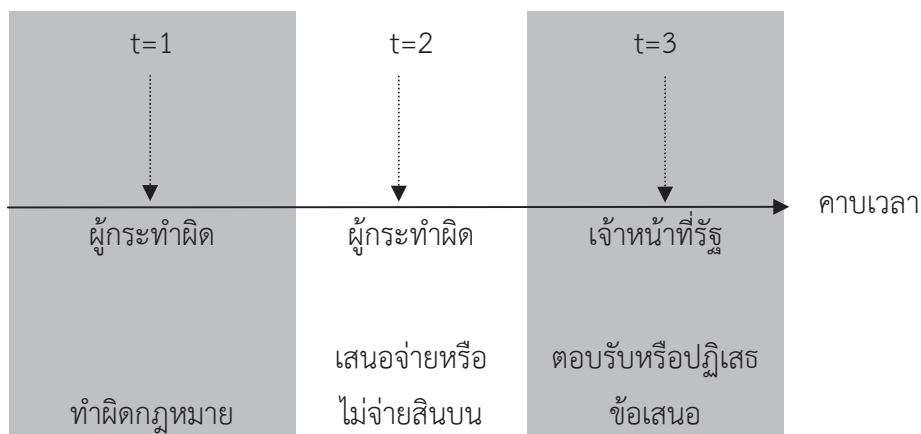 t=1 t=2 t=3
คาบเวลา
ผู้กระทำผิด ผู้กระทำผิด เจ้าหน้าที่รัฐ
เสนอจ่ายหรือ ตอบรับหรือปฏิเสธ
ทำผิดกฎหมาย ไม่จ่ายสินบน ข้อเสนอ